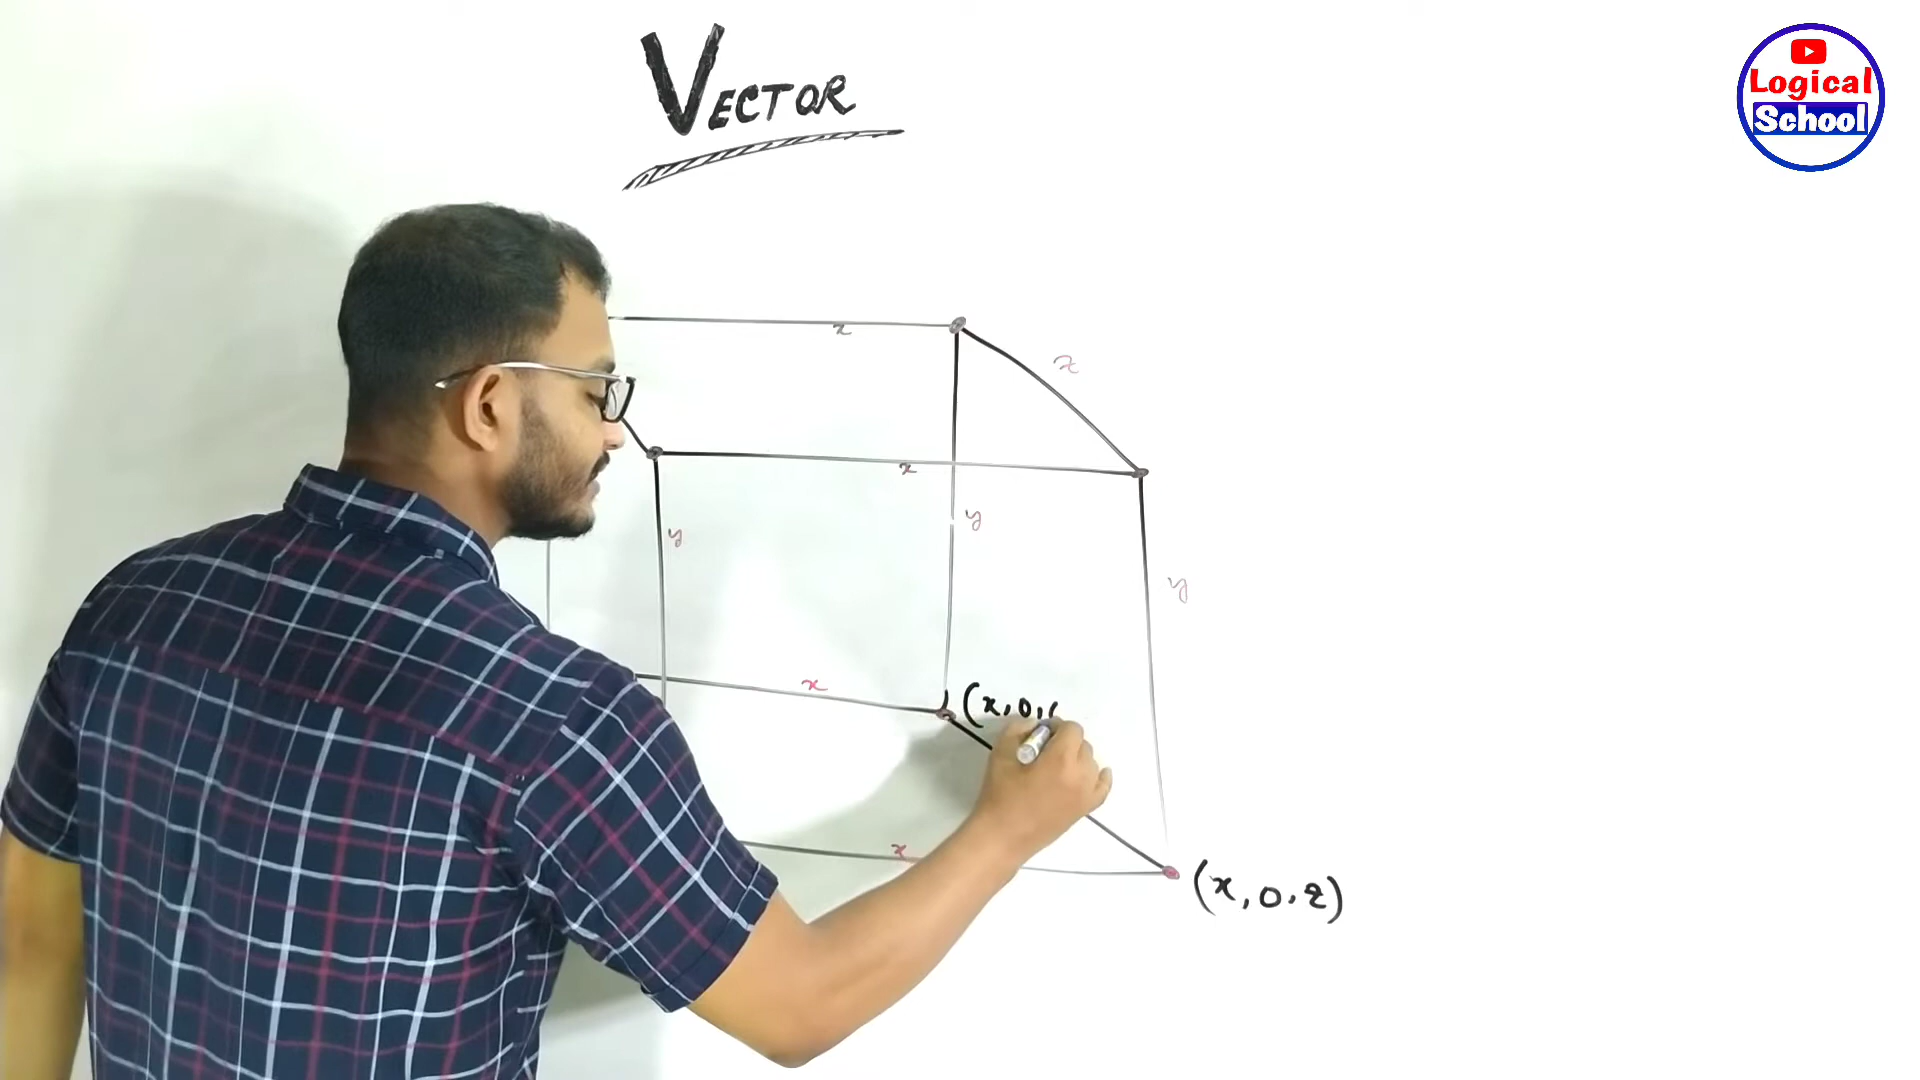 VECTOR
Logical
School
x
z
x
y
y
y
x
(x,0,
x
(x,0,z)